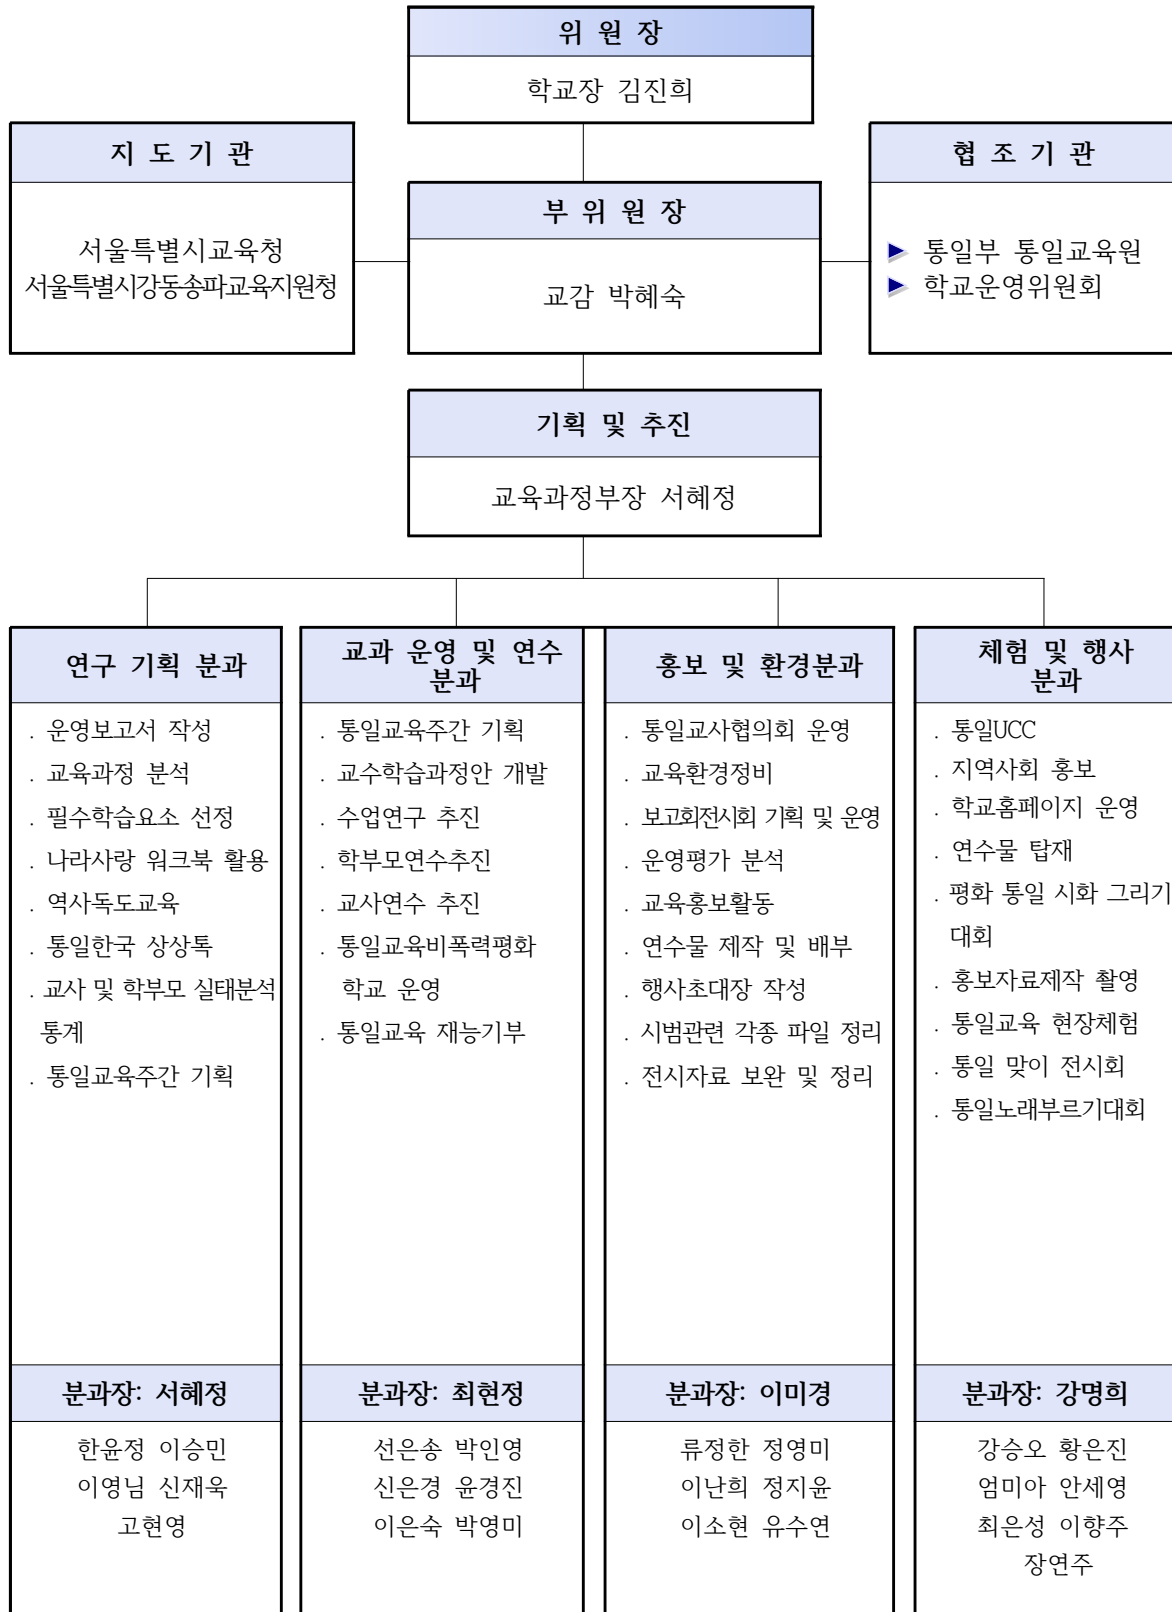 위 원 장
학교장 김진희
지 도 기 관
서울특별시교육청
서울특별시강동송파교육지원청
부 위 원 장
교감 박혜숙
협 조 기 관
▶ 통일부 통일교육원
▶ 학교운영위원회
기획 및 추진
교육과정부장 서혜정
연구 기획 분과
. 운영보고서 작성
. 교육과정 분석
. 필수학습요소 선정
. 나라사랑 워크북 활용
. 역사독도교육
. 통일한국 상상톡
. 교사 및 학부모 실태분석
통계
. 통일교육주간 기획
분과장: 서혜정
한윤정 이승민
이영님 신재욱
고현영
교과 운영 및 연수
분과
. 통일교육주간 기획
. 교수학습과정안 개발
. 수업연구 추진
. 학부모연수추진
. 교사연수 추진
. 통일교육비폭력평화
학교 운영
. 통일교육 재능기부
분과장: 최현정
선은송 박인영
신은경 윤경진
이은숙 박영미
홍보 및 환경분과
. 통일교사협의회 운영
. 교육환경정비
. 보고회전시회 기획 및 운영
. 운영평가 분석
. 교육홍보활동
. 연수물 제작 및 배부
. 행사초대장 작성
. 시범관련 각종 파일 정리
. 전시자료 보완 및 정리
분과장: 이미경
류정한 정영미
이난희 정지윤
이소현 유수연
체험 및 행사
분과
. 통일UCC
. 지역사회 홍보
. 학교홈페이지 운영
. 연수물 탑재
. 평화 통일 시화 그리기
대회
. 홍보자료제작 촬영
. 통일교육 현장체험
. 통일 맞이 전시회
. 통일노래부르기대회
분과장: 강명희
강승오 황은진
엄미아 안세영
최은성 이향주
장연주